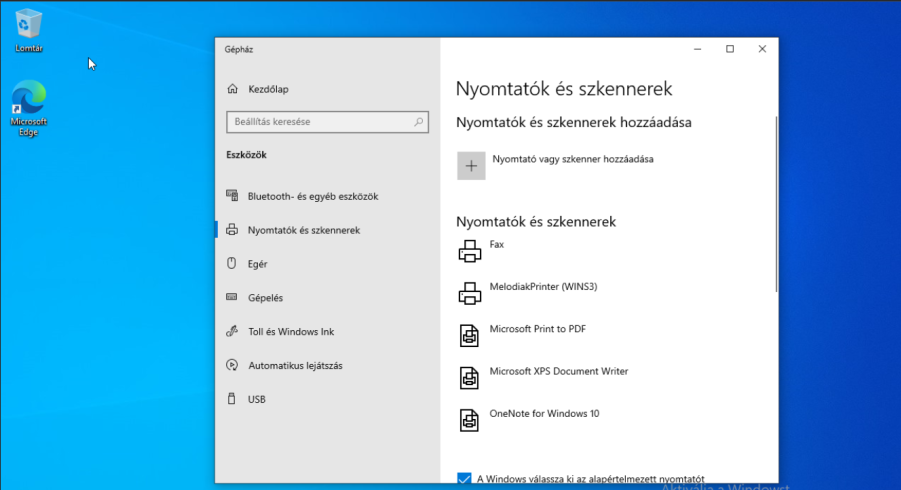 Lomtár
Microsoft
Edge
Gépház
Kezdőlap
Beállítás keresése
Eszközök
Bluetooth- és egyéb eszközök
Nyomtatók és szkennerek
Egér
Gépelés
Toll és Windows Ink
Automatikus lejátszás
USB
Nyomtatók és szkennerek
Nyomtatók és szkennerek hozzáadása
Nyomtató vagy szkenner hozzáadása
Nyomtatók és szkennerek
Fax
MelodiakPrinter (WINS3)
Microsoft Print to PDF
Microsoft XPS Document Writer
OneNote for Windows 10
A Windows válassza ki az alapértelmezett nyomtatót
Aktiválja a Windowst